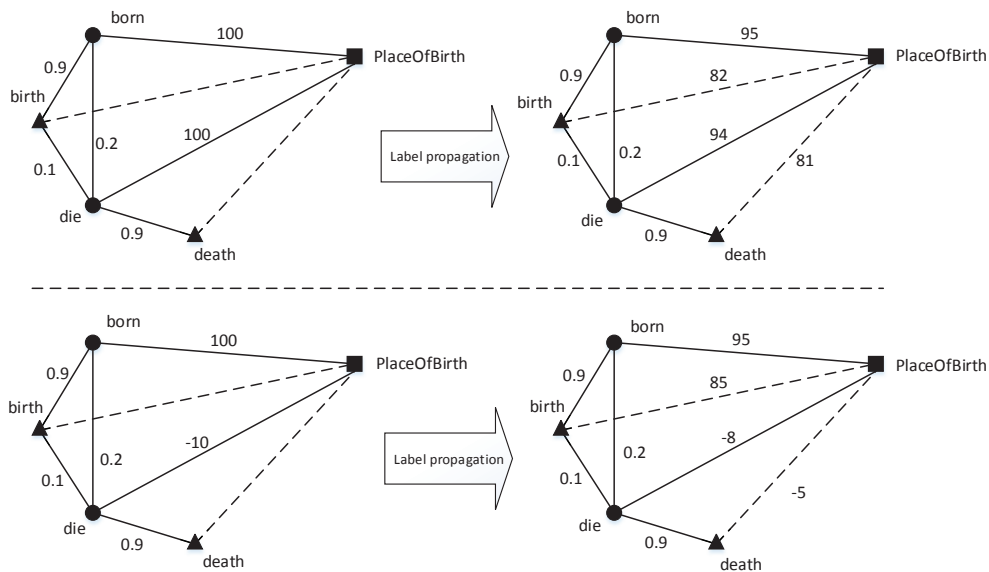 born
100
PlaceOfBirth
0.9
birth
100
0.2
0.1
die
0.9
death
Label propagation
born
95
PlaceOfBirth
0.9
82
birth
94
0.2
0.1
81
die
0.9
death
born
100
PlaceOfBirth
0.9
birth
-10
0.2
0.1
die
0.9
death
Label propagation
born
95
PlaceOfBirth
0.9
85
birth
-8
0.2
0.1
-5
die
0.9
death